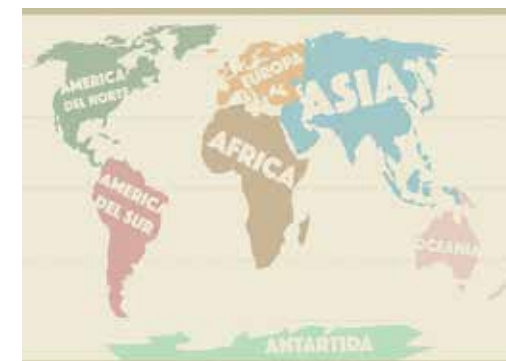 AMERICA
DEL NORTE
EUROPA
ASIA
AFRICA
AMERICA
DEL SUR
OCEANIA
ANTARTIDA